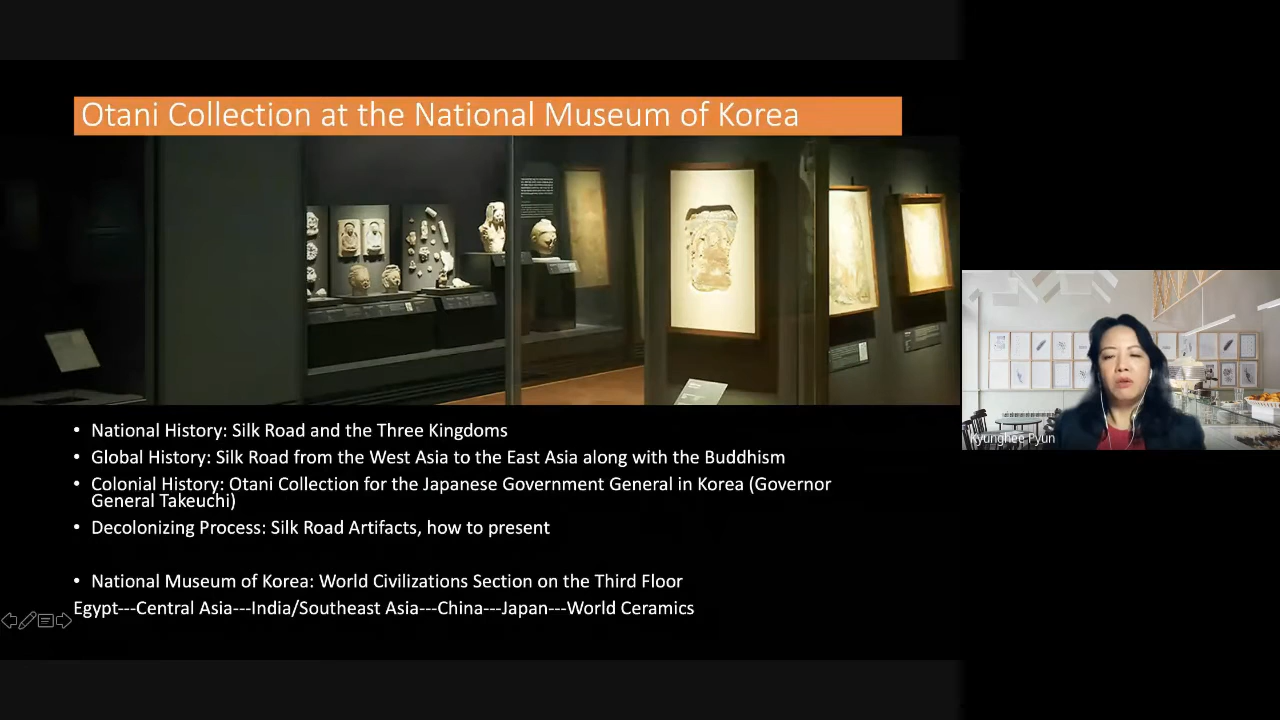 Otani Collection at the National Museum of Korea
• National History: Silk Road and the Three Kingdoms
• Global History: Silk Road from the West Asia to the East Asia along with the Buddhism
• Colonial History: Otani Collection for the Japanese Government General in Korea (Governor
General Takeuchi)
• Decolonizing Process: Silk Road Artifacts, how to present
• National Museum of Korea: World Civilizations Section on the Third Floor
Egypt---Central Asia---India/Southeast Asia---China---Japan---World Ceramics
Kyunghee Pyun